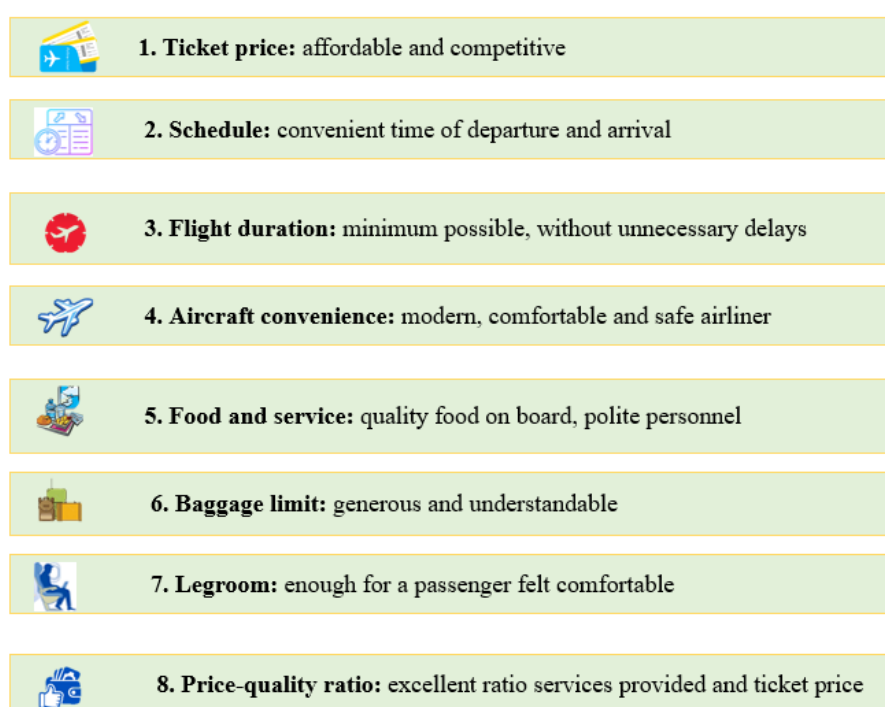 1. Ticket price: affordable and competitive
2. Schedule: convenient time of departure and arrival
3. Flight duration: minimum possible, without unnecessary delays
4. Aircraft convenience: modern, comfortable and safe airliner
5. Food and service: quality food on board, polite personnel
6. Baggage limit: generous and understandable
7. Legroom: enough for a passenger felt comfortable
8. Price-quality ratio: excellent ratio services provided and ticket price